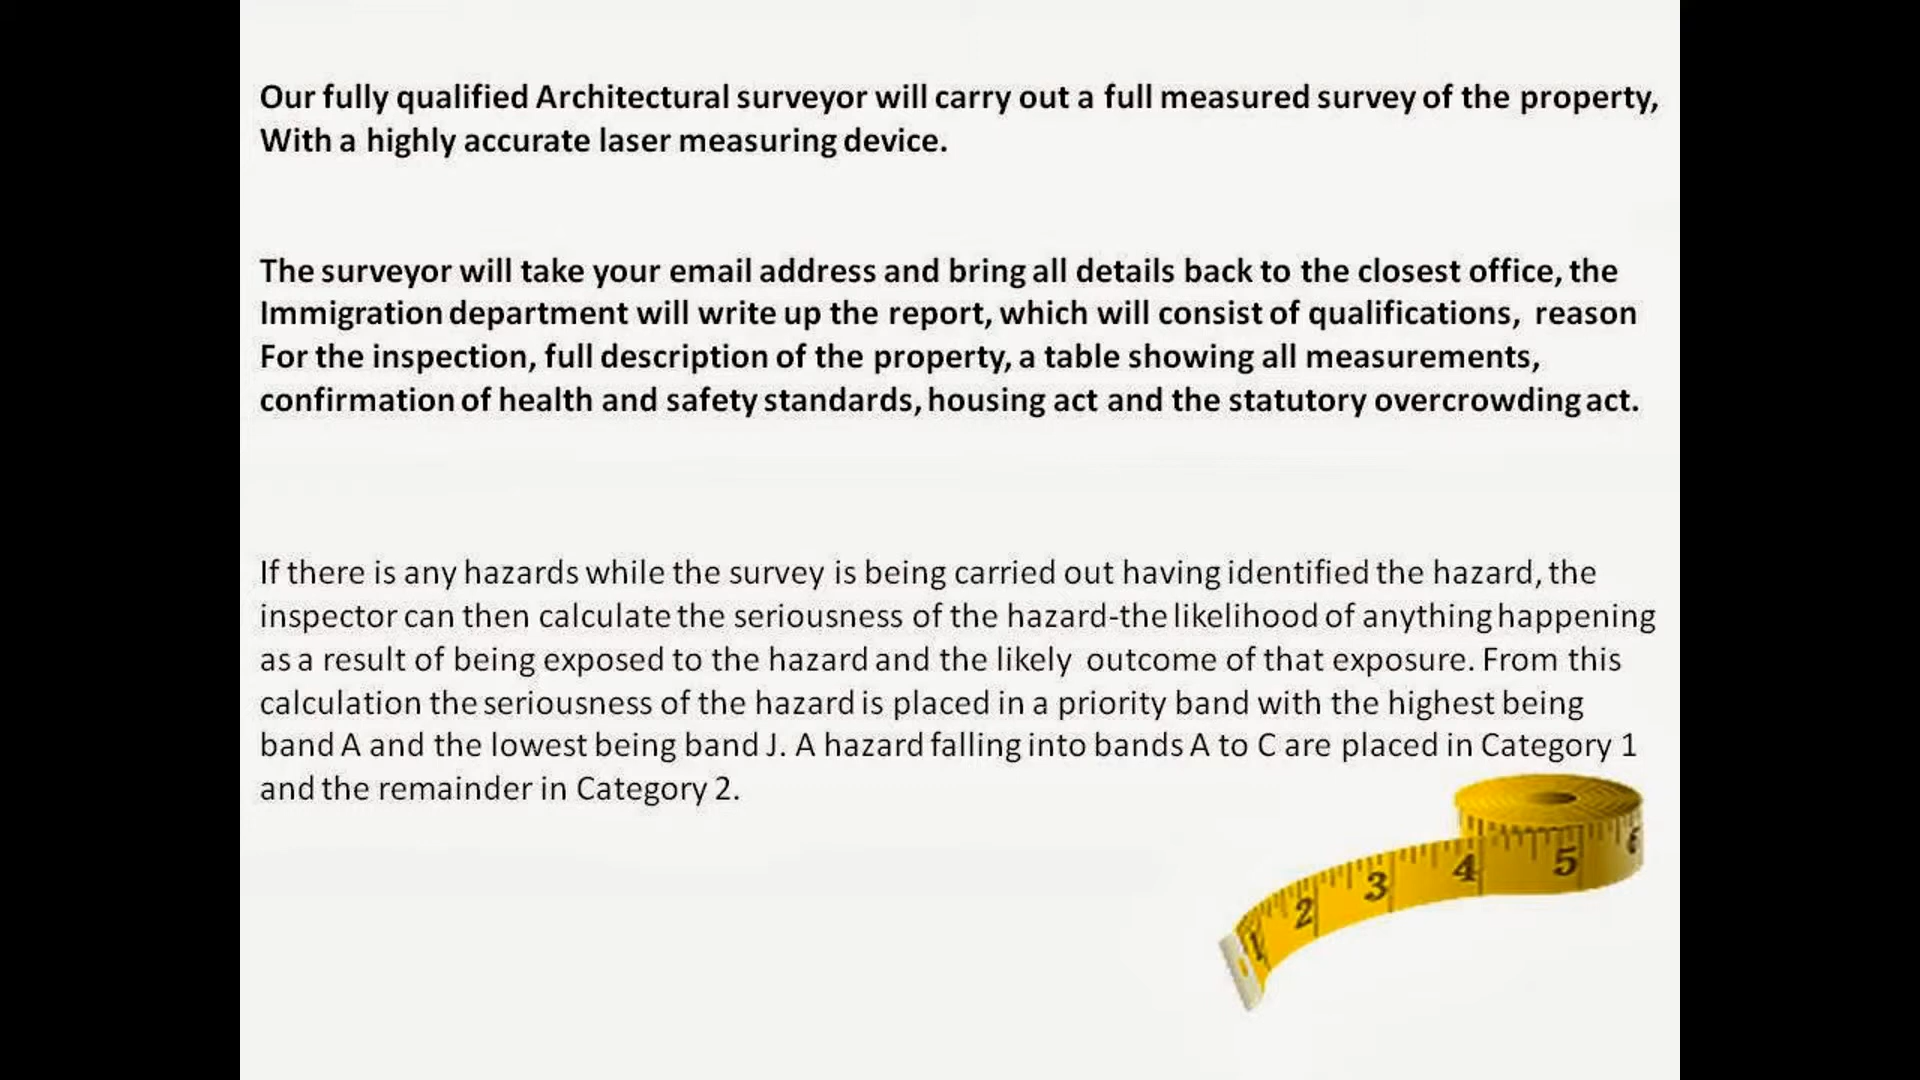 Our fully qualified Architectural surveyor will carry out a full measured survey of the property,
With a highly accurate laser measuring device.
The surveyor will take your email address and bring all details back to the closest office, the
Immigration department will write up the report, which will consist of qualifications, reason
For the inspection, full description of the property, a table showing all measurements,
confirmation of health and safety standards, housing act and the statutory overcrowding act.
If there is any hazards while the survey is being carried out having identified the hazard, the
inspector can then calculate the seriousness of the hazard-the likelihood of anything happening
as a result of being exposed to the hazard and the likely outcome of that exposure. From this
calculation the seriousness of the hazard is placed in a priority band with the highest being
band A and the lowest being band J. A hazard falling into bands A to C are placed in Category 1
and the remainder in Category 2.
1 2 3 4 5 6